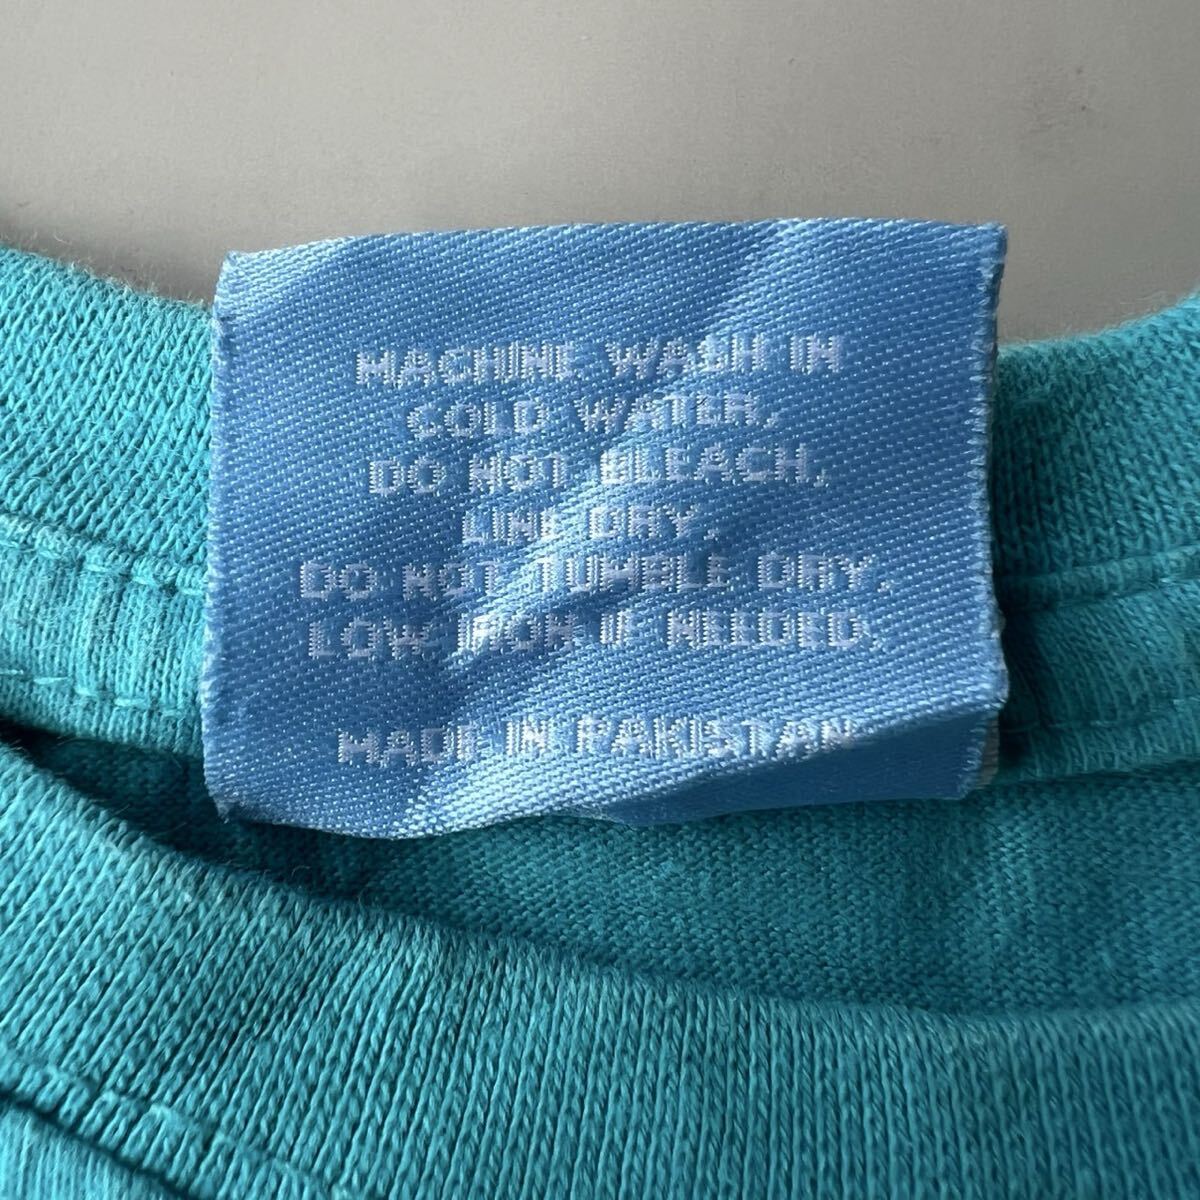 MACHINE WASH IN
COLD WATER,
DO NOT BLEACH,
LINE DRY,
DO NOT TUMBLE DRY,
LOW IRON IF NEEDED.
MADE IN PAKISTAN